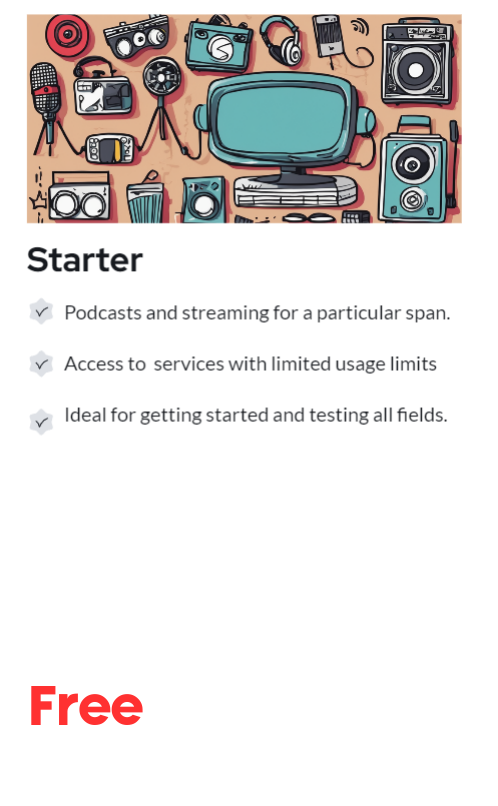 Starter
Podcasts and streaming for a particular span.
Access to services with limited usage limits
Ideal for getting started and testing all fields.
Free